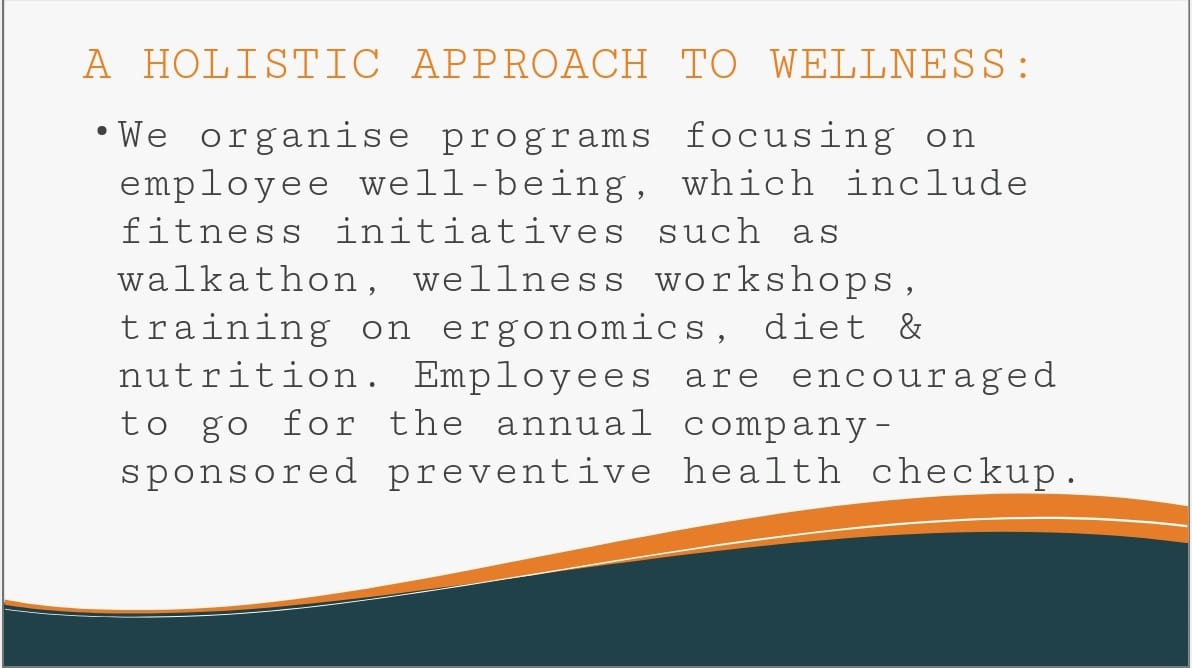 A HOLISTIC APPROACH TO WELLNESS:
•We organise programs focusing on
employee well-being, which include
fitness initiatives such as
walkathon, wellness workshops,
training on ergonomics, diet &
nutrition. Employees are encouraged
to go for the annual company-
sponsored preventive health checkup.